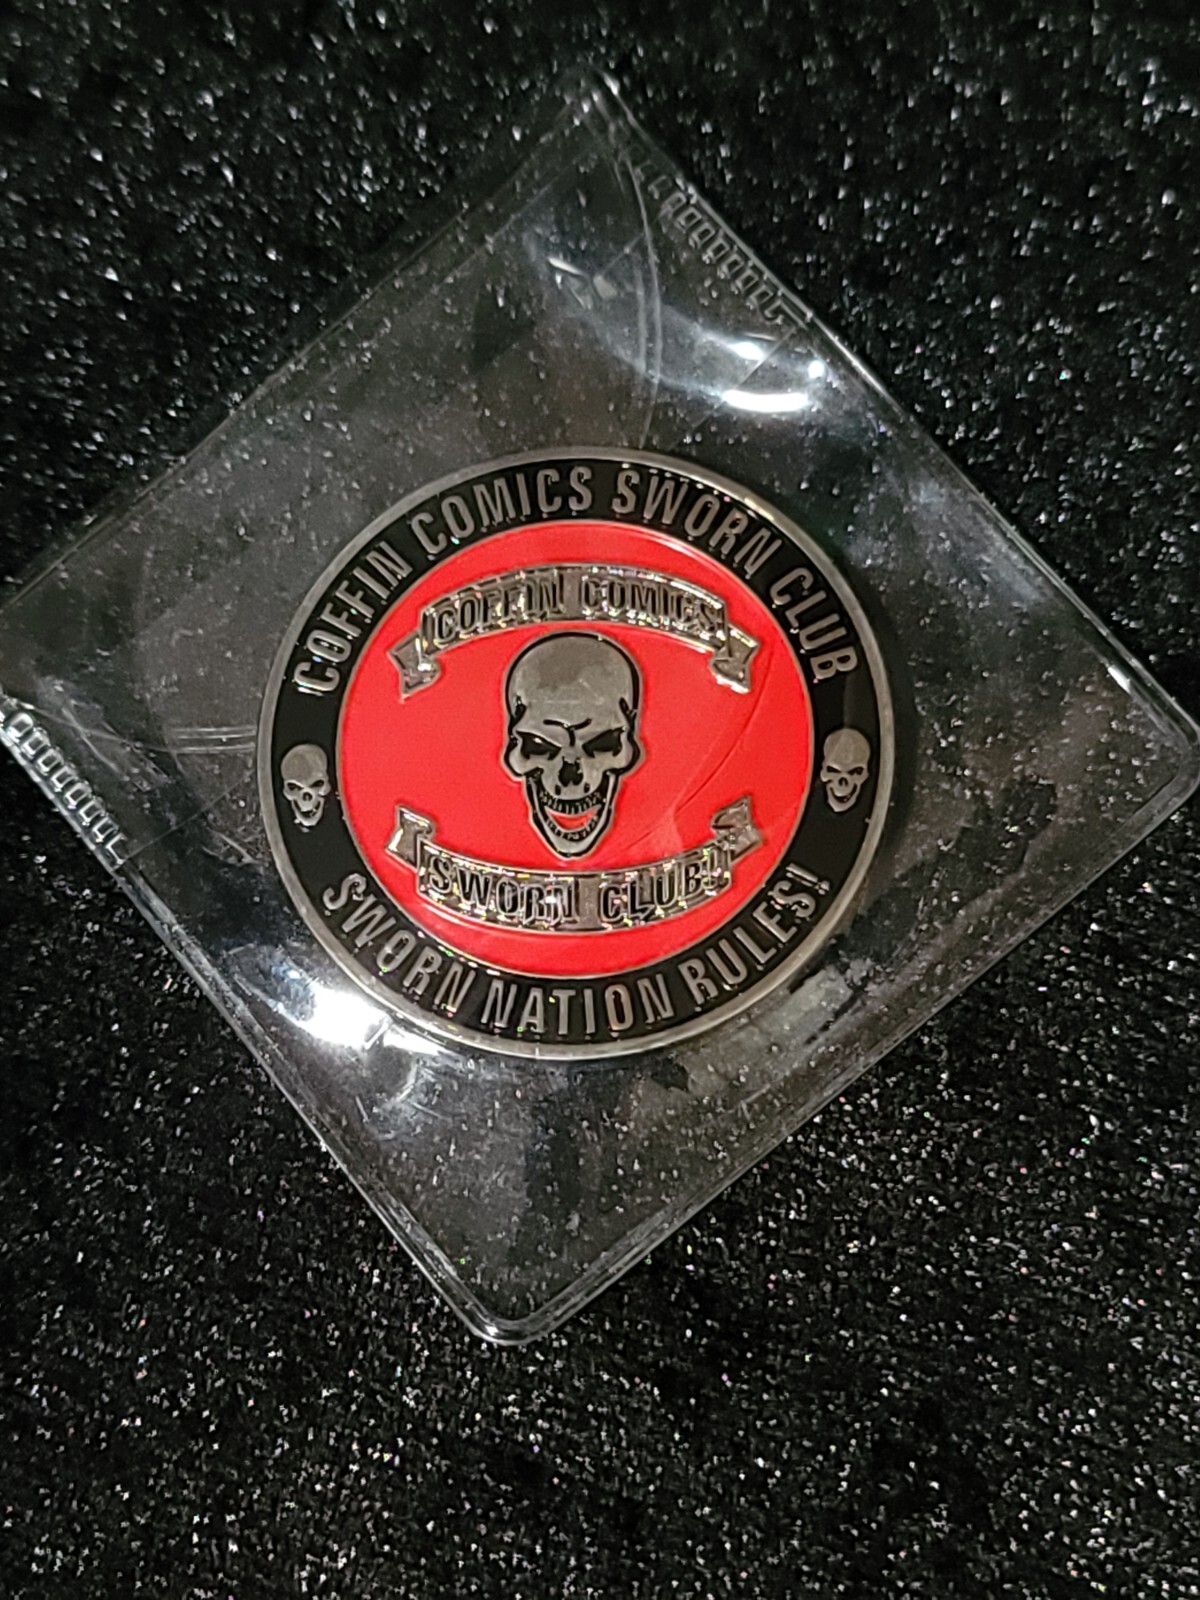 COFFIN COMICS SWORN CLUB
COFFIN COMICS
SWORN CLUB!
SWORN NATION RULES!